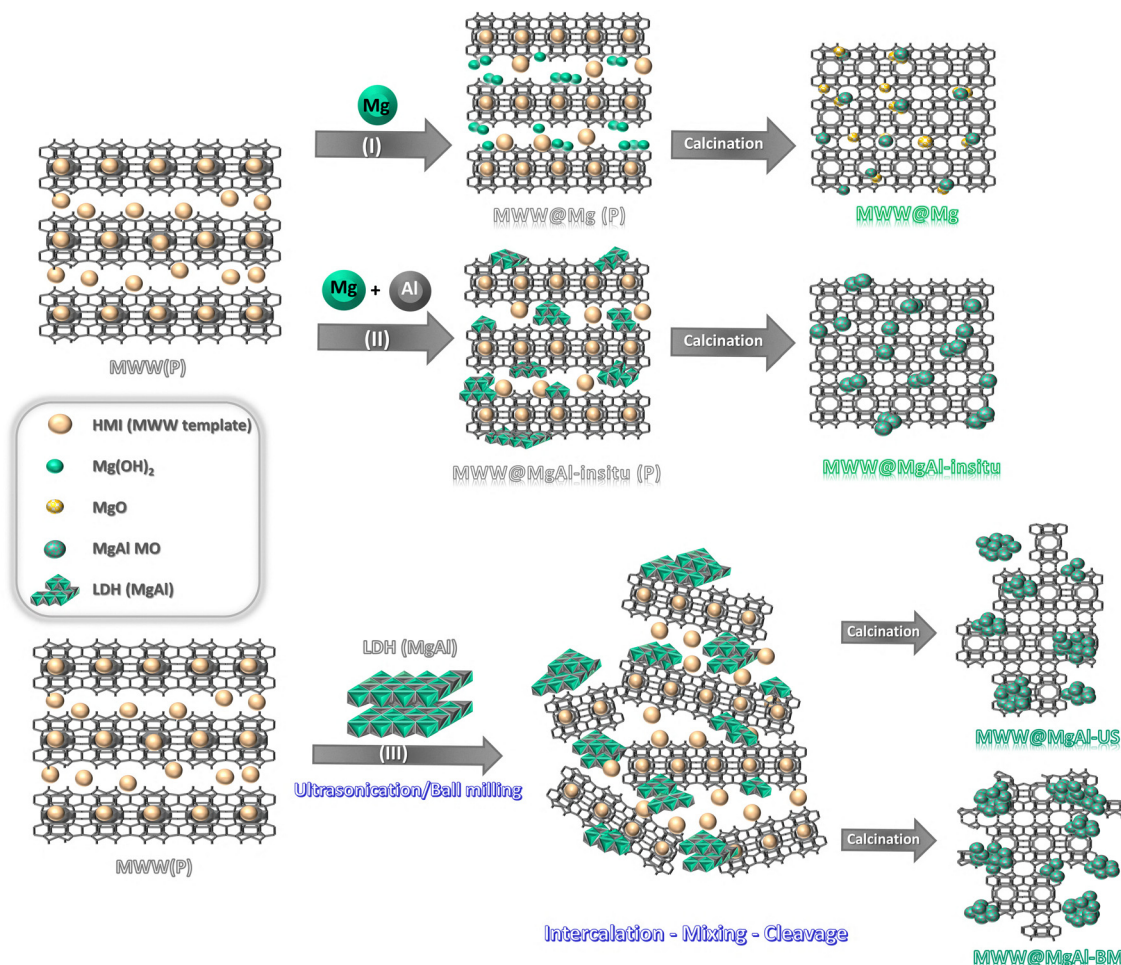 Mg
(I)
Calcination
MWW@Mg (P)
MWW@Mg
MWW(P)
Mg + Al
(II)
Calcination
MWW@MgAl-insitu (P)
MWW@MgAl-insitu
HMI (MWW template)
Mg(OH)₂
MgO
MgAl MO
LDH (MgAl)
LDH (MgAl)
(III)
Ultrasonication/Ball milling
MWW(P)
Calcination
MWW@MgAl-US
Calcination
MWW@MgAl-BM
Intercalation - Mixing - Cleavage